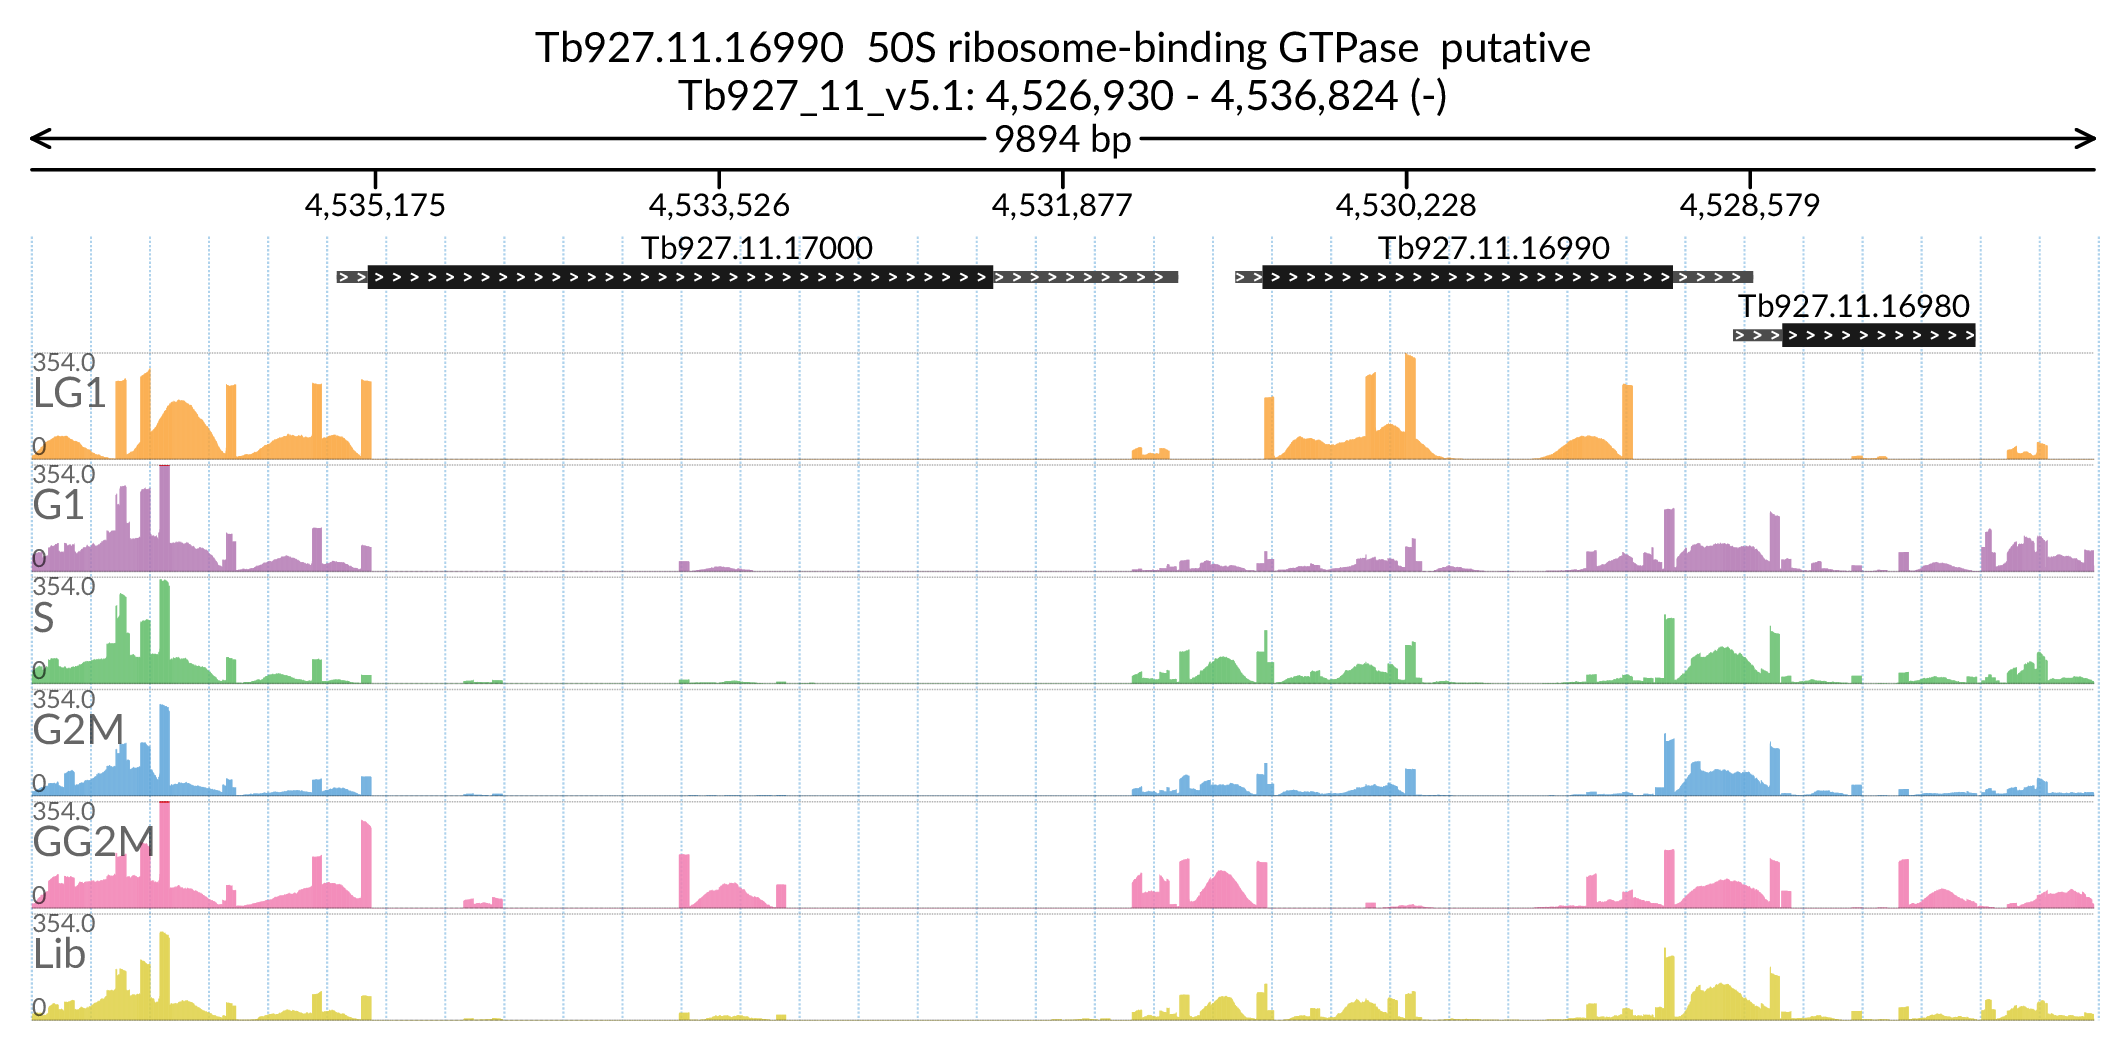 Tb927.11.16990  50S ribosome-binding GTPase  putative
Tb927_11_v5.1: 4,526,930 - 4,536,824 (-)
9894 bp
4,535,175 4,533,526 4,531,877 4,530,228 4,528,579
Tb927.11.17000 Tb927.11.16990
Tb927.11.16980
354.0
LG1
0
354.0
G1
0
354.0
S
0
354.0
G2M
0
354.0
GG2M
0
354.0
Lib
0